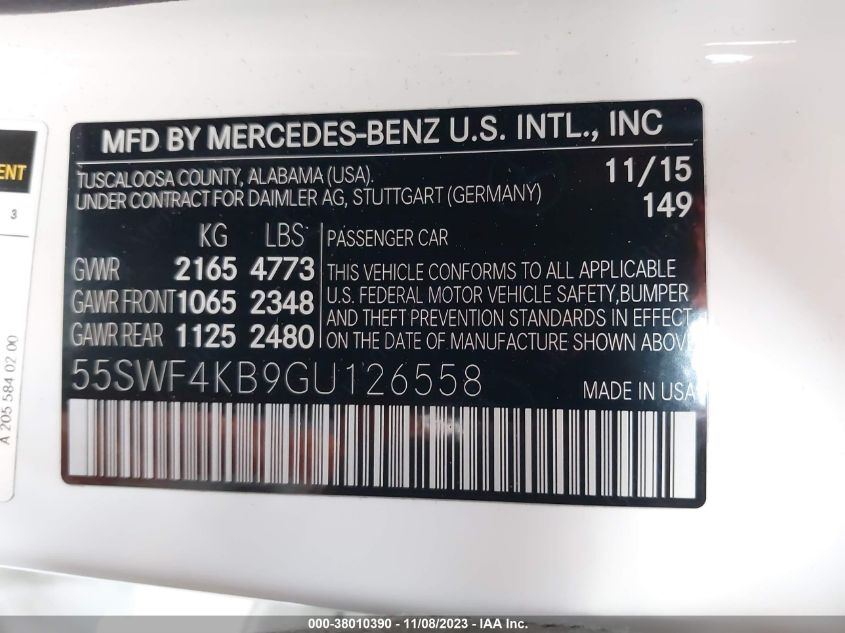 MFD BY MERCEDES-BENZ U.S. INTL., INC
TUSCALOOSA COUNTY, ALABAMA (USA). 11/15
UNDER CONTRACT FOR DAIMLER AG, STUTTGART (GERMANY) 149
KG LBS
GVWR 2165 4773
GAWR FRONT 1065 2348
GAWR REAR 1125 2480
PASSENGER CAR
THIS VEHICLE CONFORMS TO ALL APPLICABLE
U.S. FEDERAL MOTOR VEHICLE SAFETY,BUMPER
AND THEFT PREVENTION STANDARDS IN EFFECT
ON THE DATE OF MANUFACTURE SHOWN ABOVE
55SWF4KB9GU126558
MADE IN USA
ENT
3
A 205 584 02 00
000-38010390 - 11/08/2023 - IAA Inc.